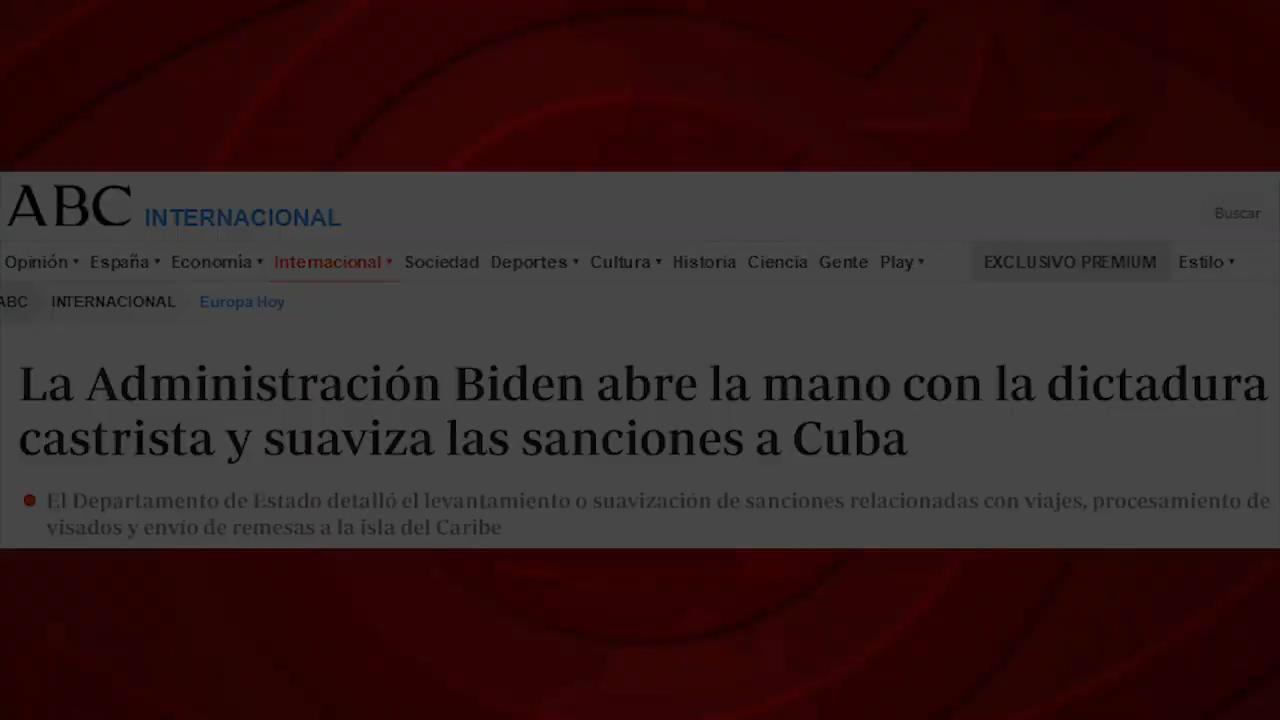 ABC INTERNACIONAL
Buscar
Opinión España Economía Internacional Sociedad Deportes Cultura Historia Ciencia Gente Play EXCLUSIVO PREMIUM Estilo
ABC INTERNACIONAL Europa Hoy
La Administración Biden abre la mano con la dictadura
castrista y suaviza las sanciones a Cuba
El Departamento de Estado detalló el levantamiento o suavización de sanciones relacionadas con viajes, procesamiento de
visados y envío de remesas a la isla del Caribe